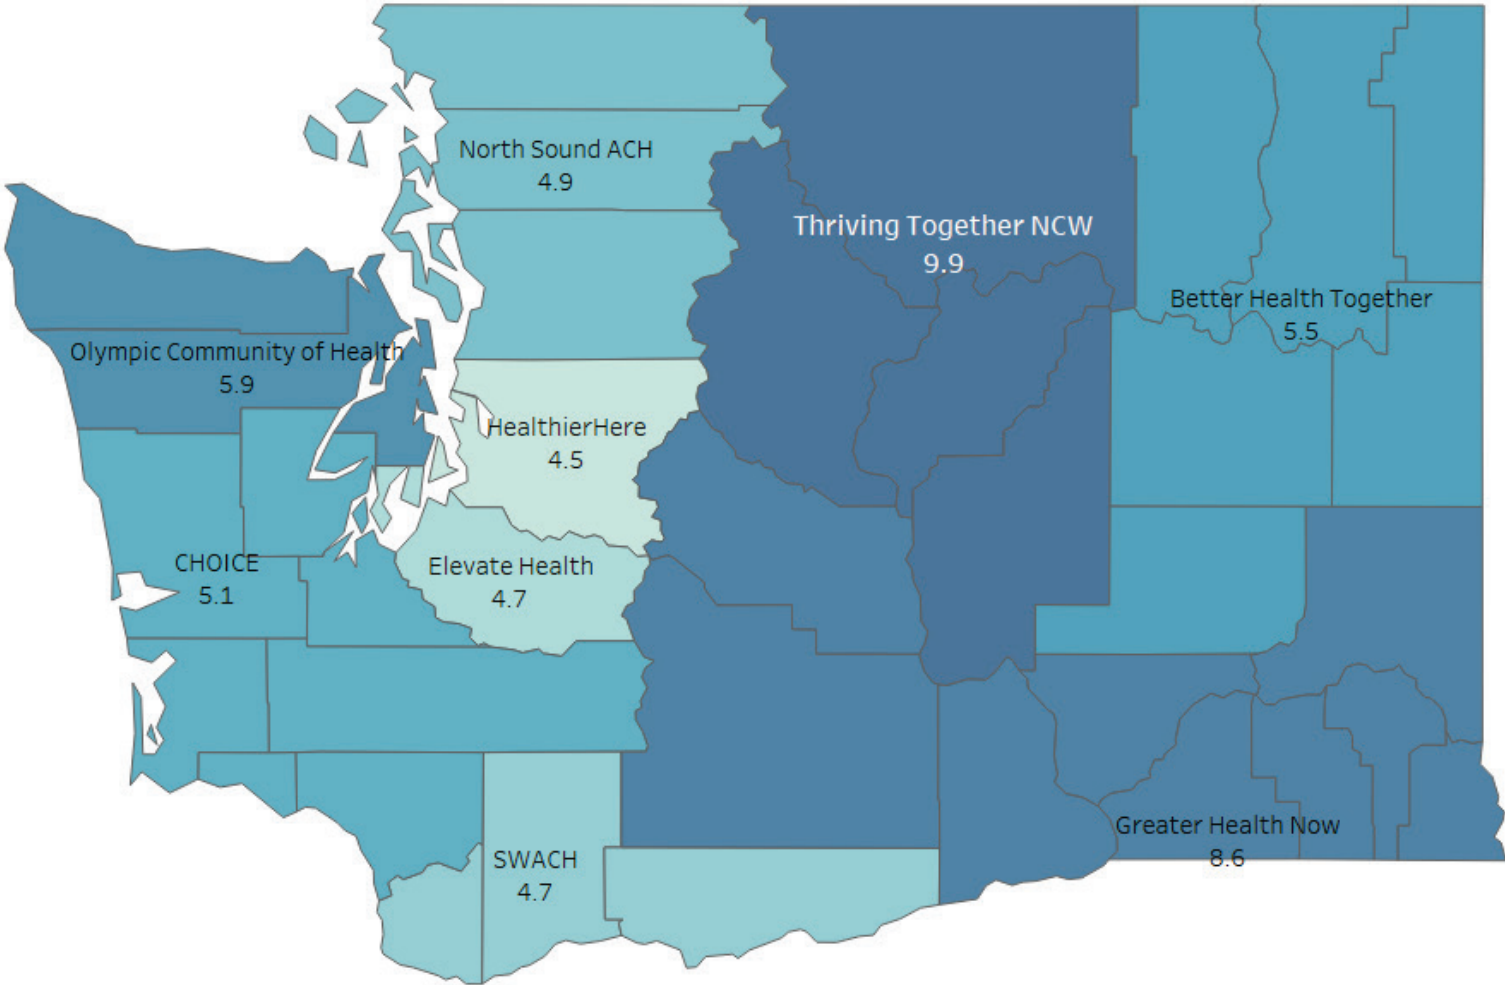 North Sound ACH
4.9
Thriving Together NCW
9.9
Better Health Together
5.5
Olympic Community of Health
5.9
HealthierHere
4.5
CHOICE
5.1
Elevate Health
4.7
Greater Health Now
8.6
SWACH
4.7